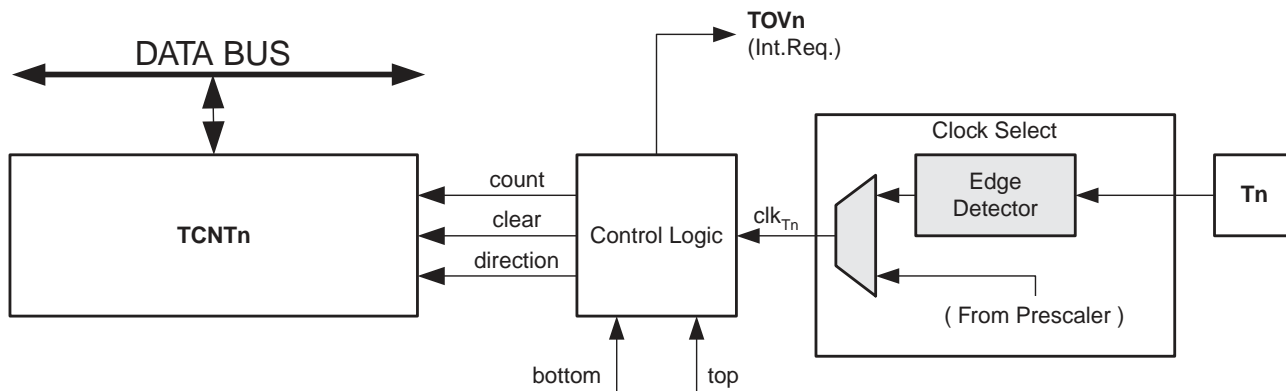 TOVn
(Int.Req.)
DATA BUS
Clock Select
count
clear
direction
TCNTn
Control Logic
clkTn
Edge
Detector
Tn
( From Prescaler )
bottom
top